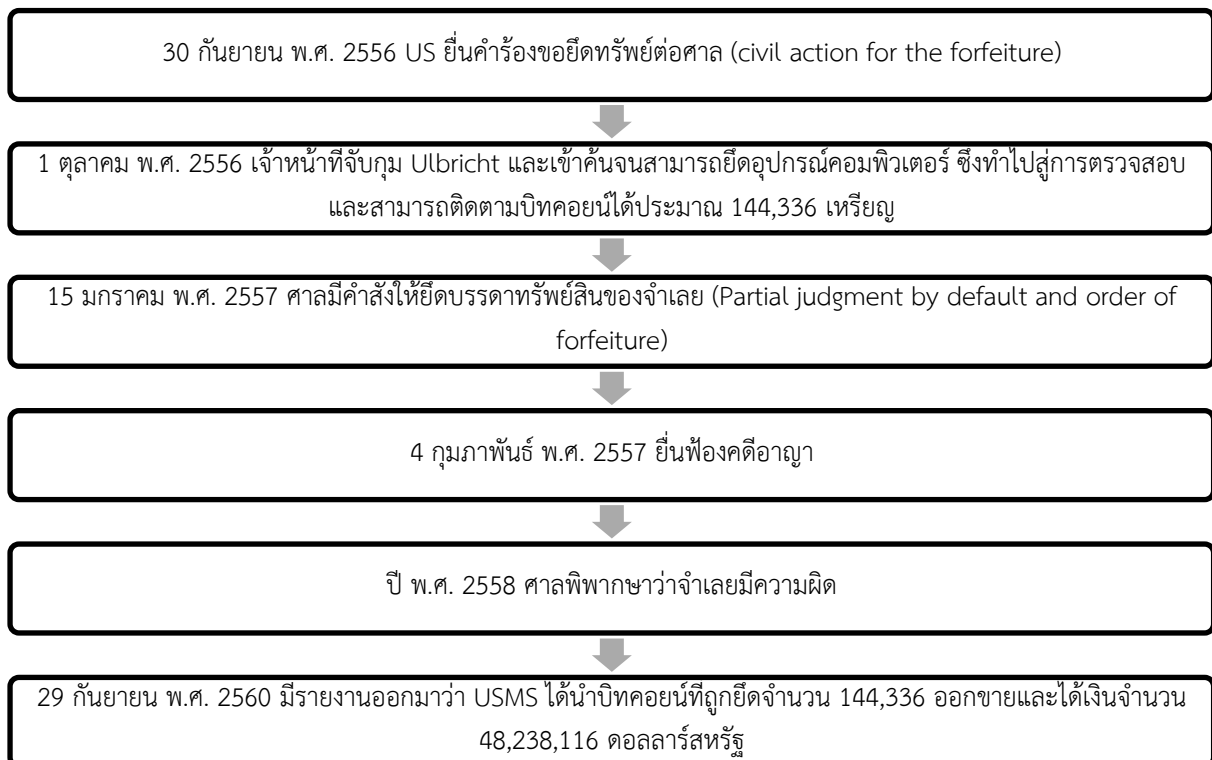 30 กันยายน พ.ศ. 2556 US ยื่นคำร้องขอยึดทรัพย์ต่อศาล (civil action for the forfeiture)
1 ตุลาคม พ.ศ. 2556 เจ้าหน้าที่จับกุม Ulbricht และเข้าค้นจนสามารถยึดอุปกรณ์คอมพิวเตอร์ ซึ่งทำไปสู่การตรวจสอบ
และสามารถติดตามบิทคอยน์ได้ประมาณ 144,336 เหรียญ
15 มกราคม พ.ศ. 2557 ศาลมีคำสั่งให้ยึดบรรดาทรัพย์สินของจำเลย (Partial judgment by default and order of
forfeiture)
4 กุมภาพันธ์ พ.ศ. 2557 ยื่นฟ้องคดีอาญา
ปี พ.ศ. 2558 ศาลพิพากษาว่าจำเลยมีความผิด
29 กันยายน พ.ศ. 2560 มีรายงานออกมาว่า USMS ได้นำบิทคอยน์ที่ถูกยึดจำนวน 144,336 ออกขายและได้เงินจำนวน
48,238,116 ดอลลาร์สหรัฐ